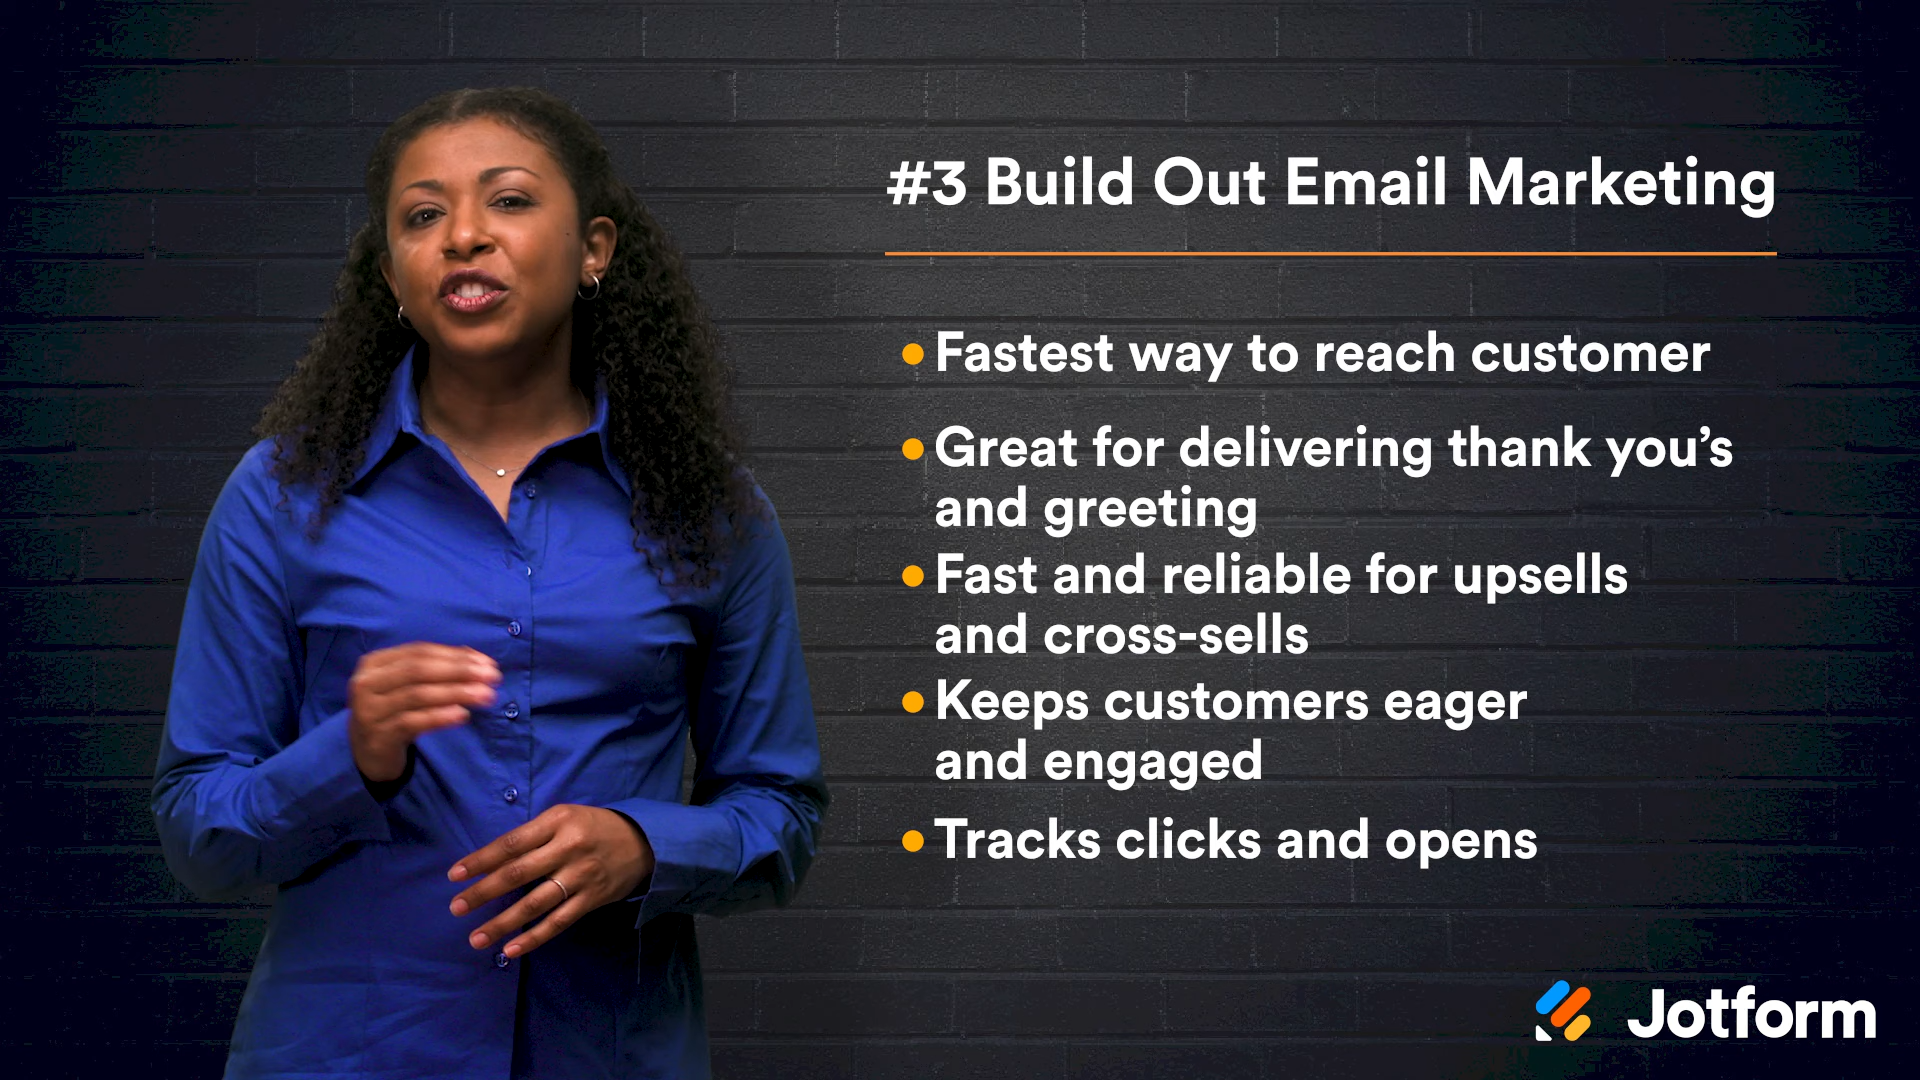 #3 Build Out Email Marketing
• Fastest way to reach customer
• Great for delivering thank you’s
and greeting
• Fast and reliable for upsells
and cross-sells
• Keeps customers eager
and engaged
• Tracks clicks and opens
Jotform